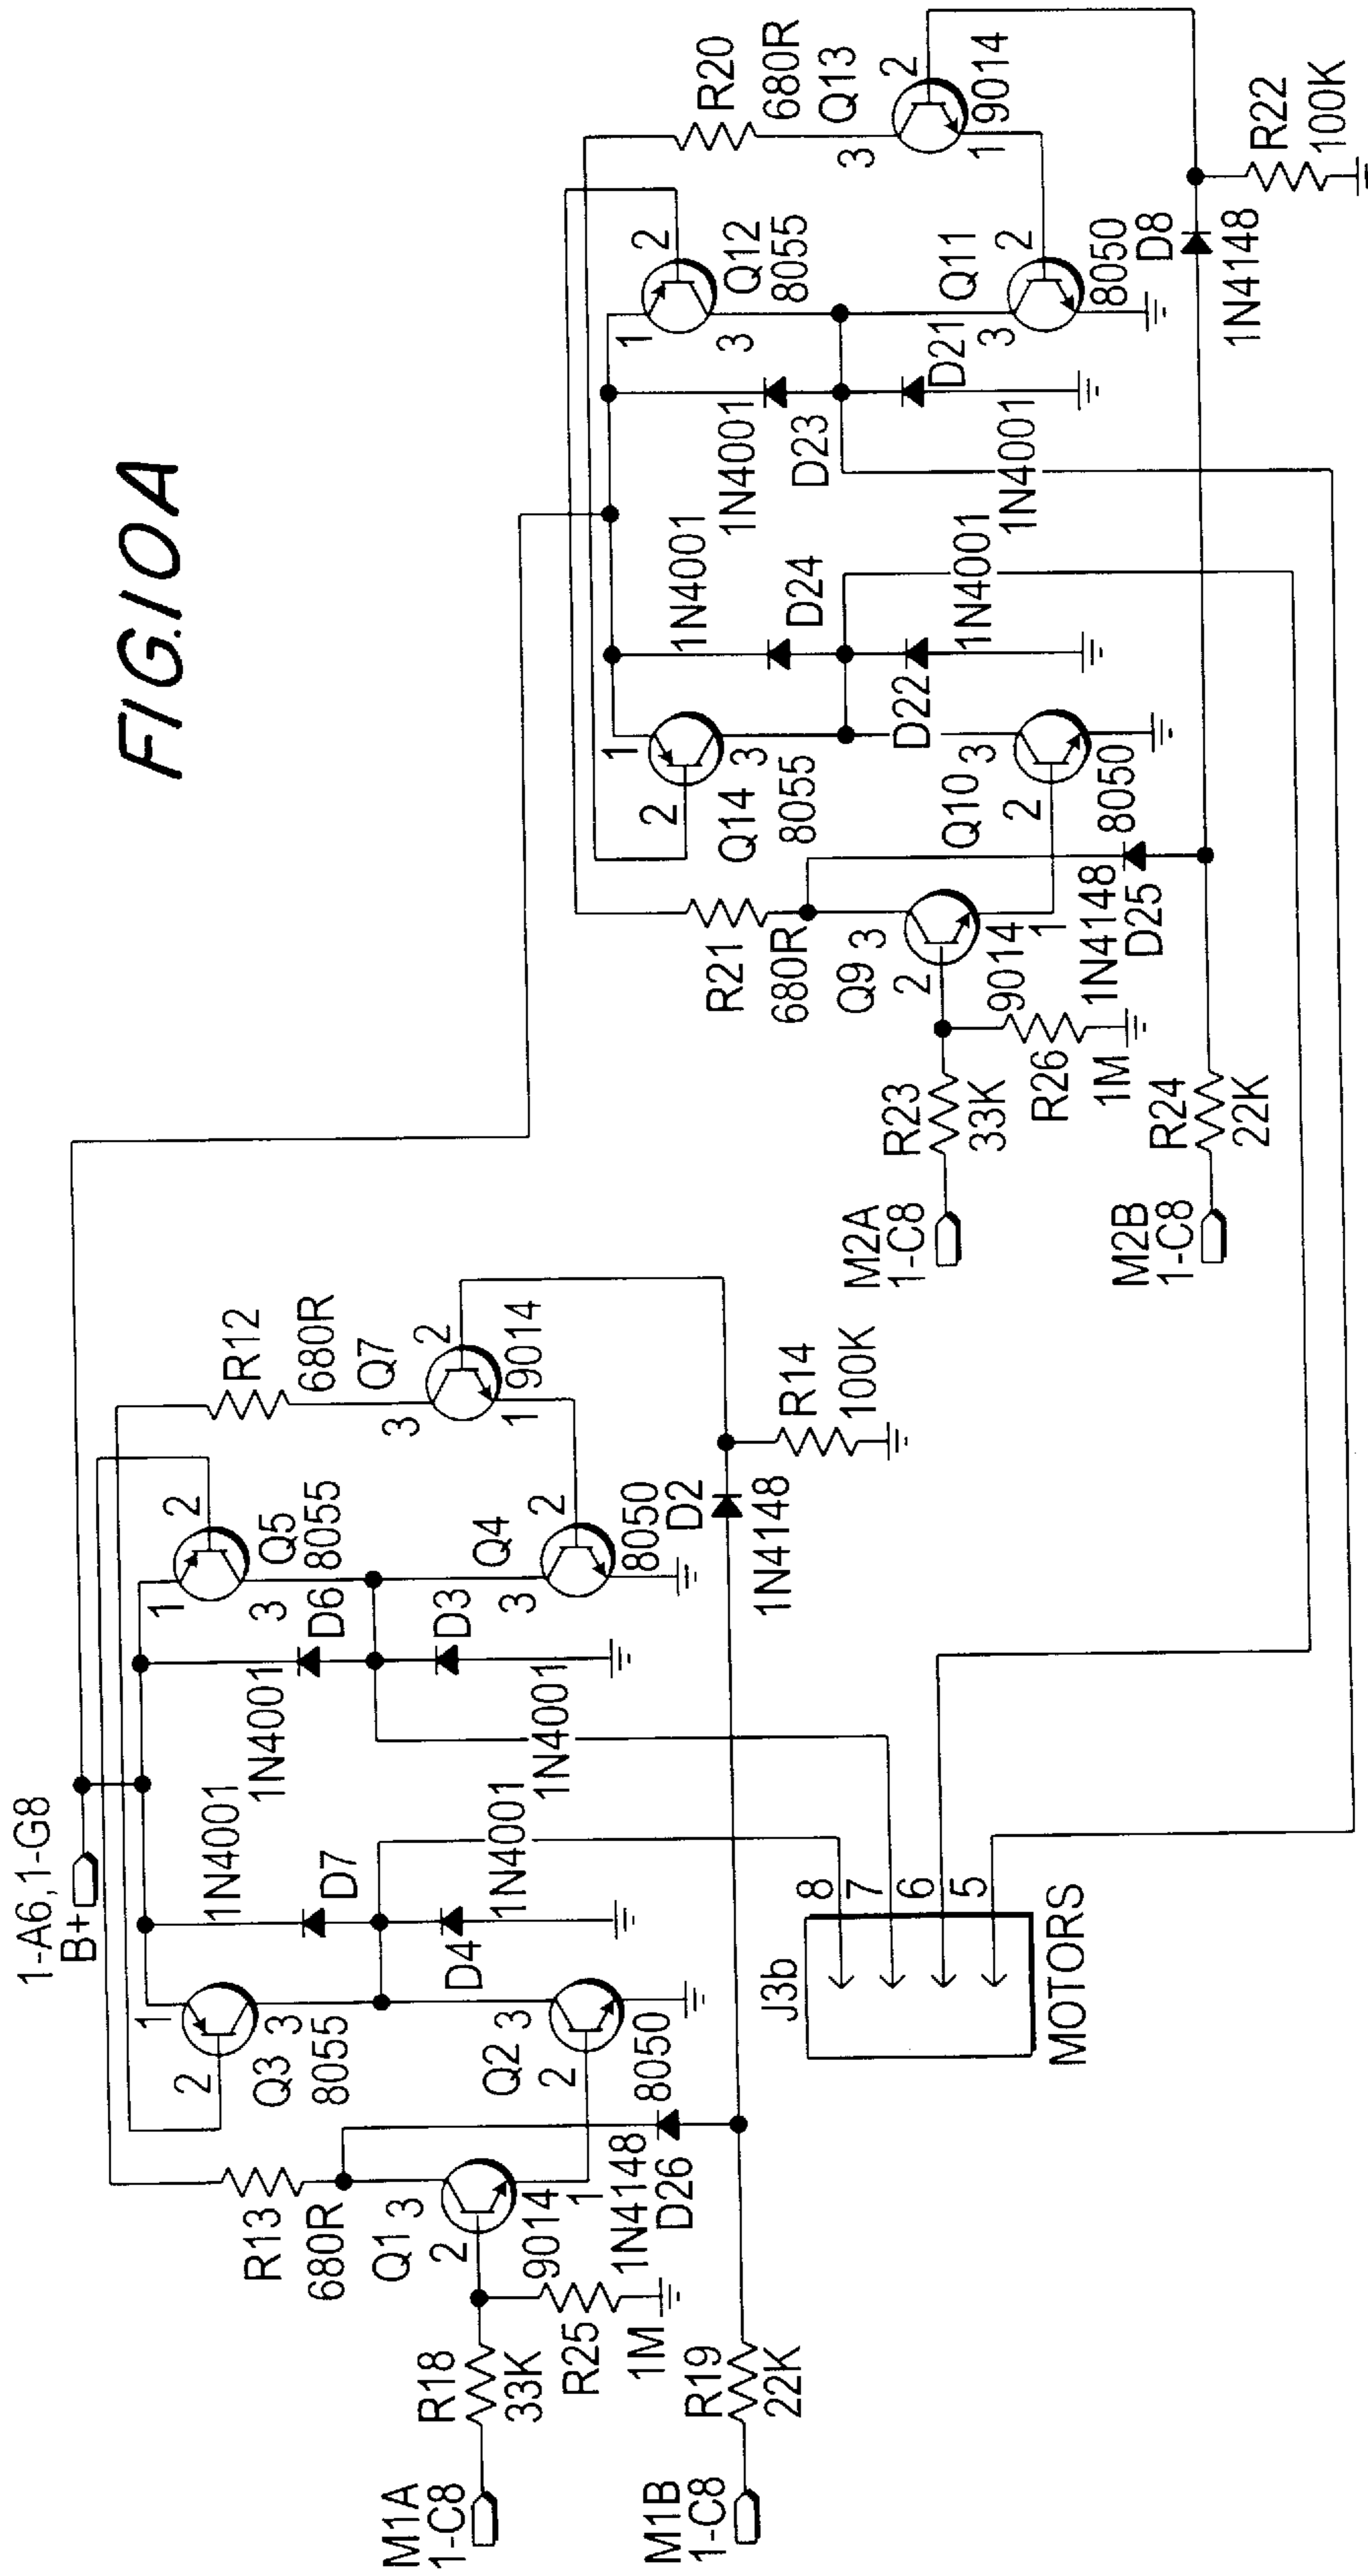 FIG.10A
1-A6,1-G8
B+
R13
680R
Q1
3
2
9014
1
R18
33K
R25
1M
M1A
1-C8
M1B
1-C8
R19
22K
1N4148
D26
Q3
8055
1
2
3
Q2
8050
3
2
1N4001
D7
D4
1N4001
1N4001
D6
D3
1N4001
Q5
8055
1
2
3
Q4
8050
3
2
R12
680R
Q7
3
2
9014
1
D2
1N4148
R14
100K
J3b
8
7
6
5
MOTORS
R21
680R
Q9
3
2
9014
1
R23
33K
R26
1M
M2A
1-C8
M2B
1-C8
R24
22K
1N4148
D25
Q14
8055
1
2
3
Q10
8050
3
2
1N4001
D24
D22
1N4001
1N4001
D23
D21
1N4001
Q12
8055
1
2
3
Q11
8050
3
2
R20
680R
Q13
3
2
9014
1
D8
1N4148
R22
100K